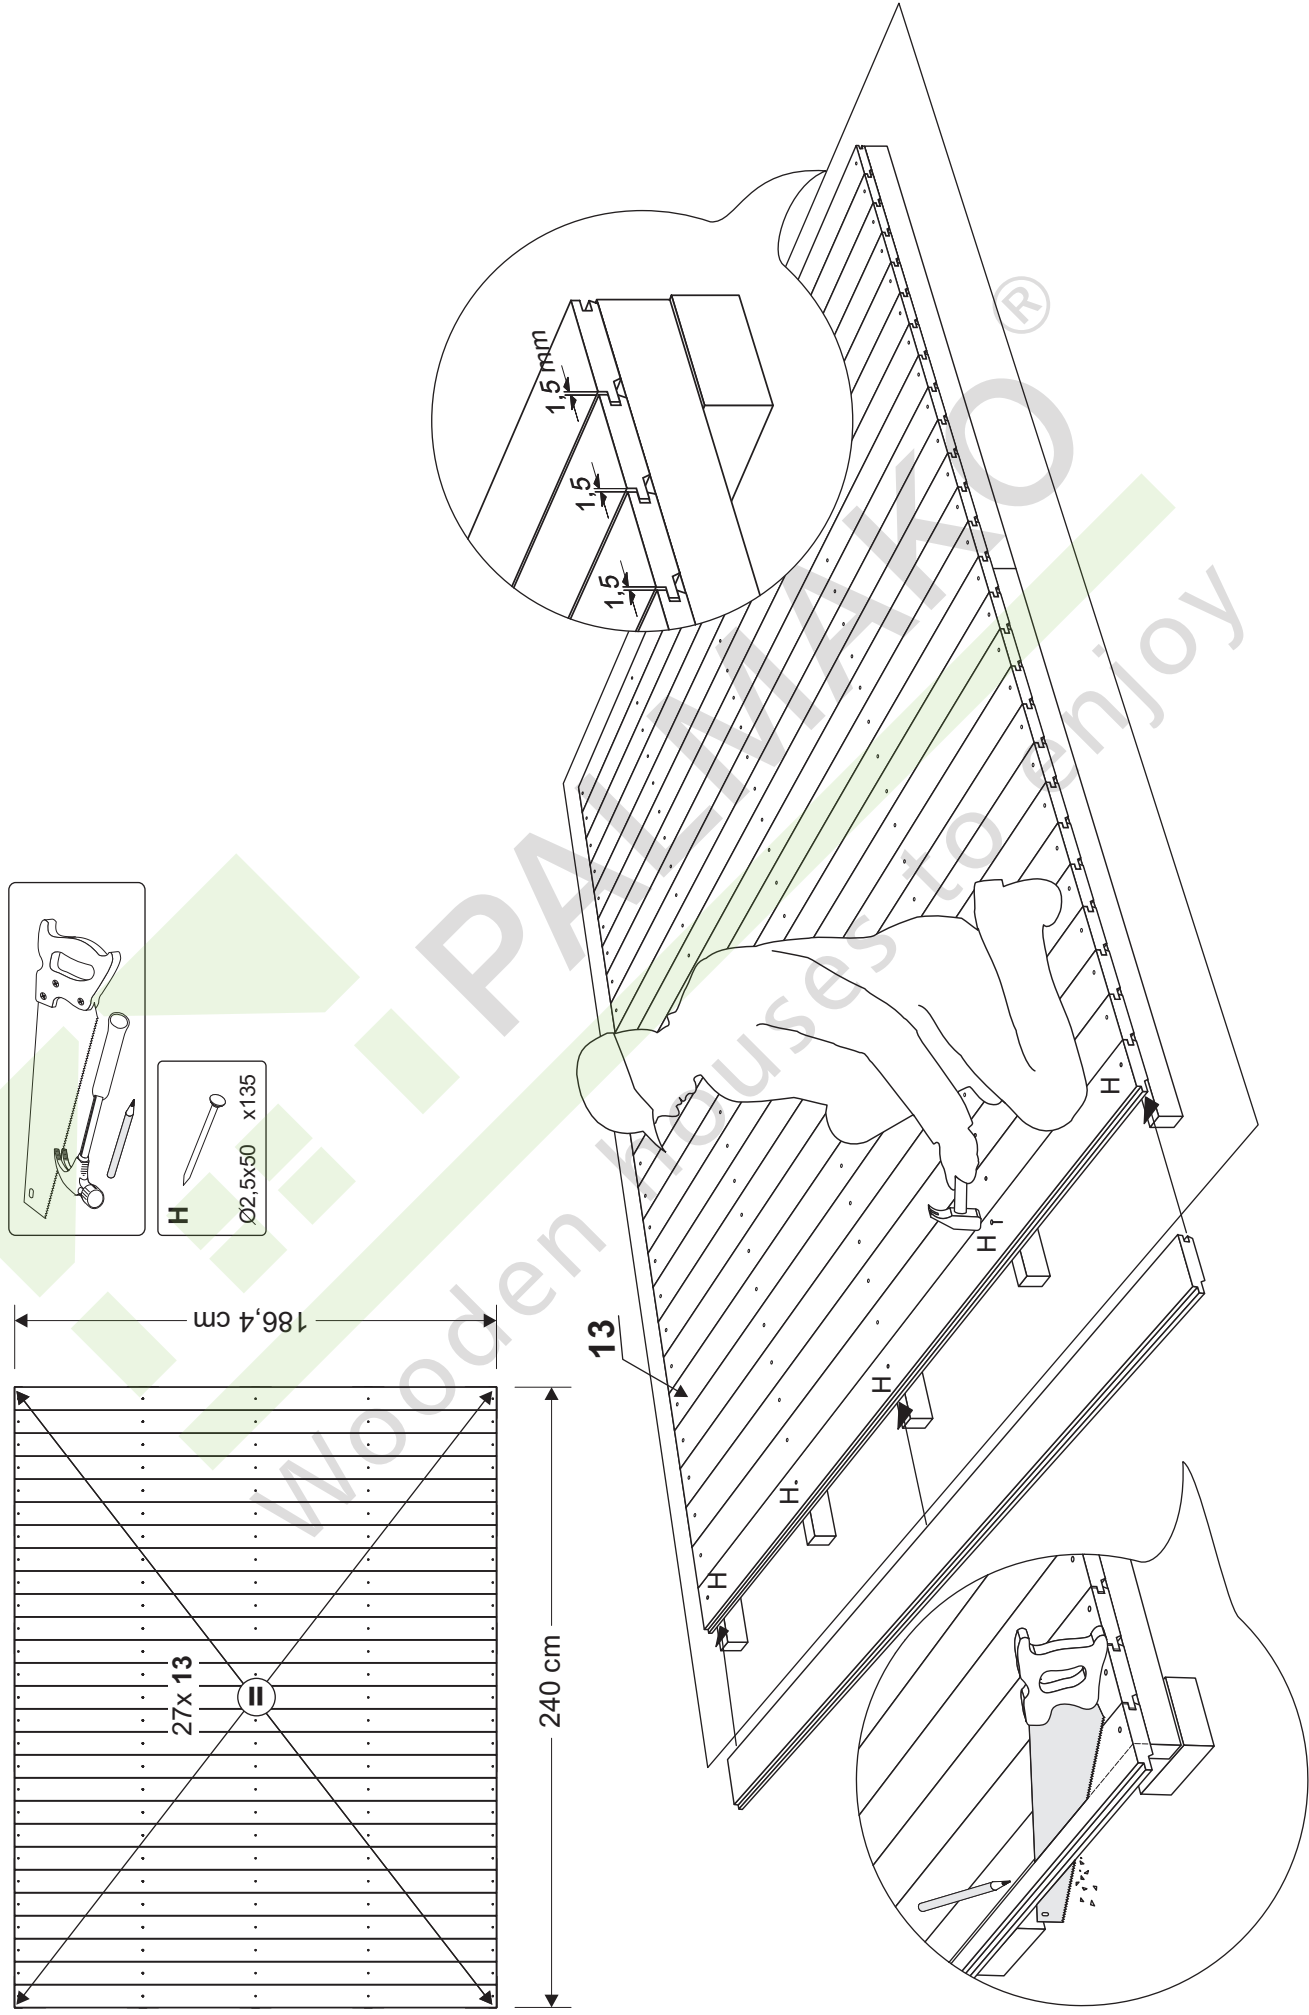 186,4 cm
27x 13
=
240 cm
H
Ø2,5x50 x135
1,5
1,5
1,5 mm
13
H
H
H
H
H
PALMAKO®
wooden houses to enjoy